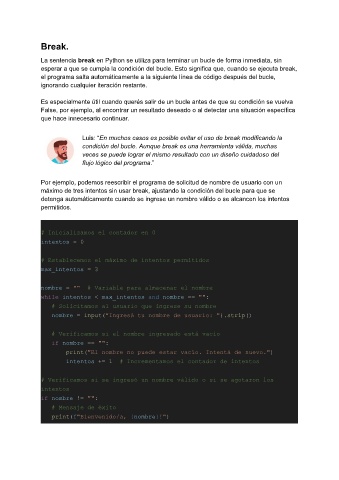 Break.
La sentencia break en Python se utiliza para terminar un bucle de forma inmediata, sin
esperar a que se cumpla la condición del bucle. Esto significa que, cuando se ejecuta break,
el programa salta automáticamente a la siguiente línea de código después del bucle,
ignorando cualquier iteración restante.
Es especialmente útil cuando querés salir de un bucle antes de que su condición se vuelva
False, por ejemplo, al encontrar un resultado deseado o al detectar una situación específica
que hace innecesario continuar.
Luis: "En muchos casos es posible evitar el uso de break modificando la
condición del bucle. Aunque break es una herramienta válida, muchas
veces se puede lograr el mismo resultado con un diseño cuidadoso del
flujo lógico del programa."
Por ejemplo, podemos reescribir el programa de solicitud de nombre de usuario con un
máximo de tres intentos sin usar break, ajustando la condición del bucle para que se
detenga automáticamente cuando se ingrese un nombre válido o se alcancen los intentos
permitidos.
# Inicializamos el contador en 0
intentos = 0
# Establecemos el máximo de intentos permitidos
max_intentos = 3
nombre = "" # Variable para almacenar el nombre
while intentos < max_intentos and nombre == "":
# Solicitamos al usuario que ingrese su nombre
nombre = input("Ingresá tu nombre de usuario: ").strip()
# Verificamos si el nombre ingresado está vacío
if nombre == "":
print("El nombre no puede estar vacío. Intentá de nuevo.")
intentos += 1 # Incrementamos el contador de intentos
# Verificamos si se ingresó un nombre válido o si se agotaron los
intentos
if nombre != "":
# Mensaje de éxito
print(f"Bienvenido/a, {nombre}!")